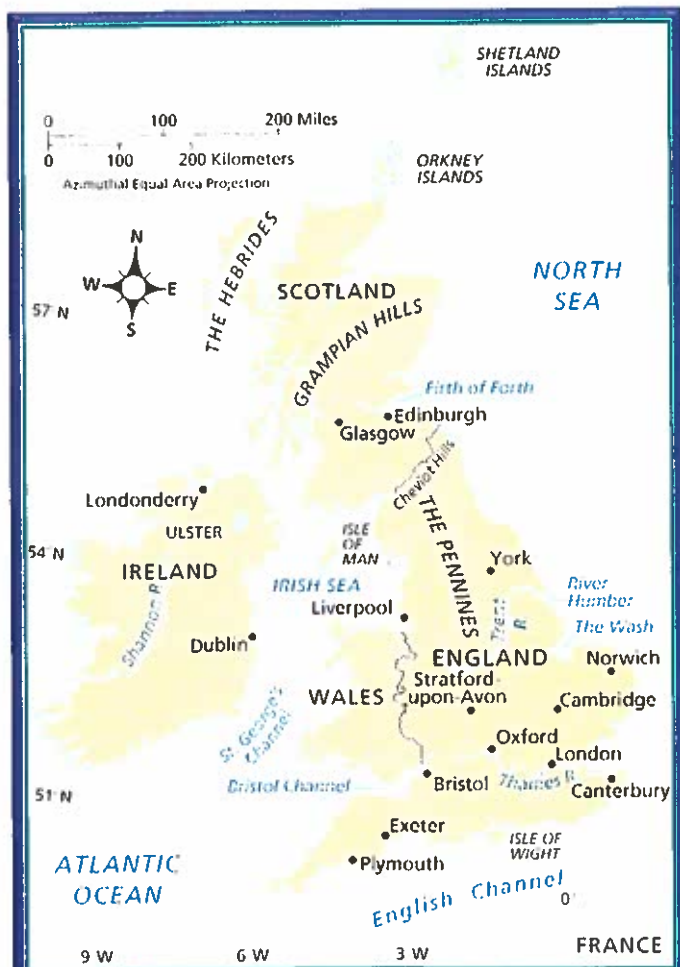 SHETLAND
ISLANDS
0 100 200 Miles
0 100 200 Kilometers
Azimuthal Equal Area Projection
ORKNEY
ISLANDS
N
W E
S
THE HEBRIDES
NORTH
SEA
SCOTLAND
57° N
GRAMPIAN HILLS
Firth of Forth
Edinburgh
Glasgow
Cheviot Hills
Londonderry
THE PENNINES
ULSTER
ISLE
OF
MAN
54° N
York
IRELAND
IRISH SEA
River
Humber
Liverpool
Trent
R
The Wash
Shannon R
Dublin
ENGLAND
Norwich
Stratford
upon-Avon
WALES
Cambridge
St George's
Channel
Oxford
London
Bristol Channel
Bristol
Thames R
Canterbury
51° N
Exeter
ISLE OF
WIGHT
Plymouth
ATLANTIC
OCEAN
English Channel
0°
9 W 6 W 3 W
FRANCE